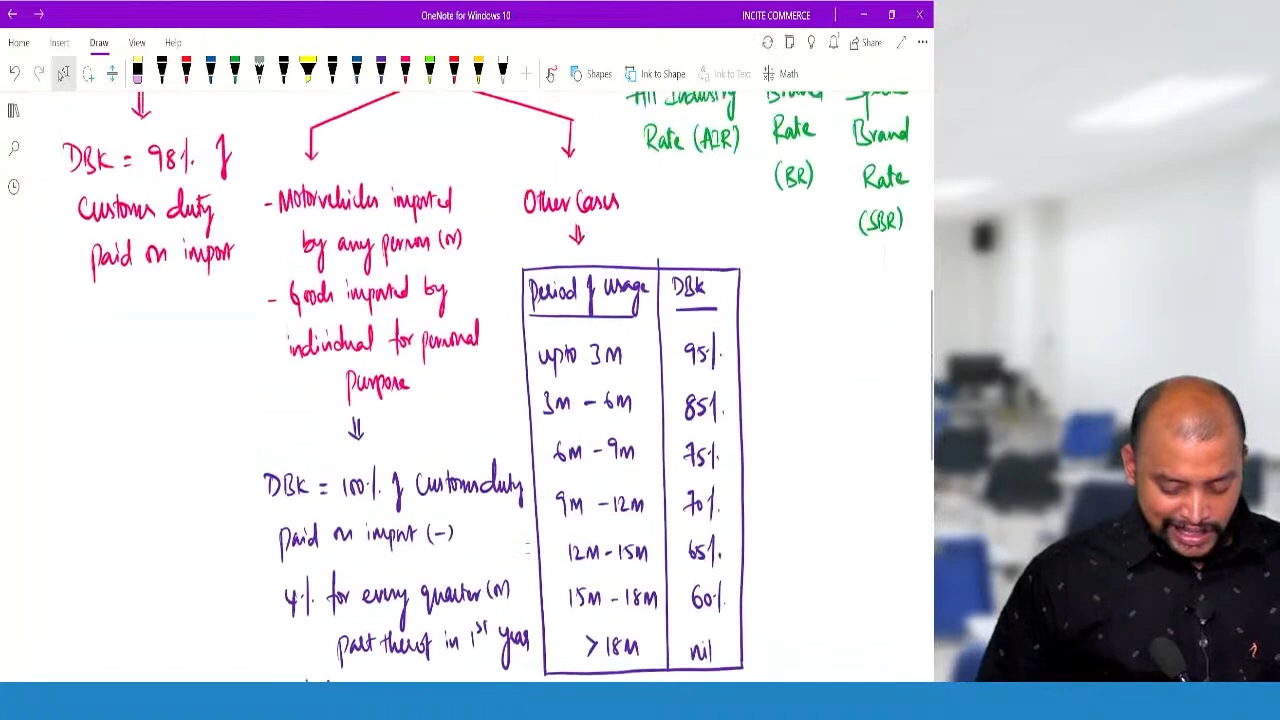 OneNote for Windows 10
INCITE COMMERCE
Home Insert Draw View Help
Share
Shapes
Ink to Shape
Ink to Text
Math
DBK = 98% of
Customs duty
paid on import
- Motorvehicles imported
by any person (or)
- Goods imported by
individual for personal
purpose
DBK = 100% of Customs duty
paid on import (-)
4% for every quarter (or)
part thereof in 1st year
Other Cases
Period of usage DBK
upto 3M 95%
3M - 6M 85%
6M - 9M 75%
9M - 12M 70%
12M - 15M 65%
15M - 18M 60%
> 18M nil
All Industry
Rate (AIR)
Brand
Rate
(BR)
Brand
Rate
(SBR)